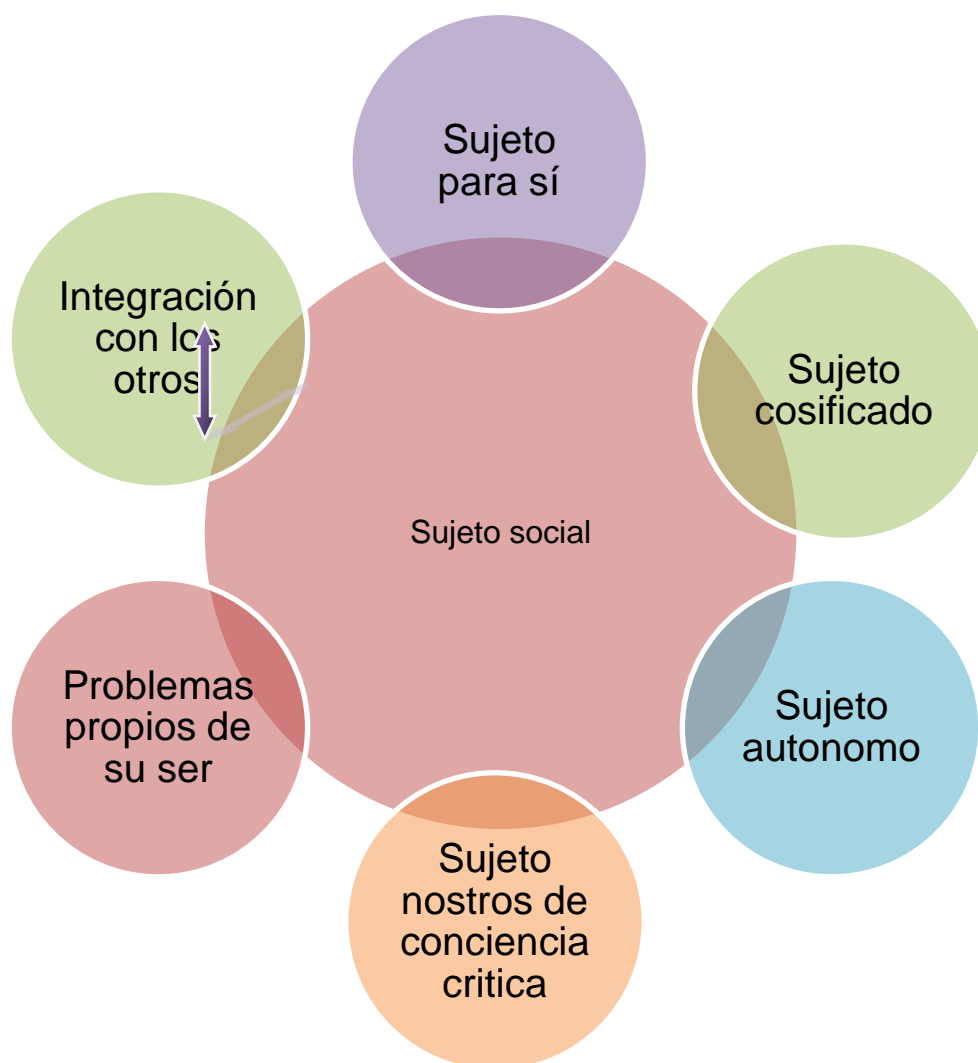 Sujeto
para sí
Integración
con los
otros
Sujeto
cosificado
Sujeto social
Problemas
propios de
su ser
Sujeto
autonomo
Sujeto
nostros de
conciencia
critica